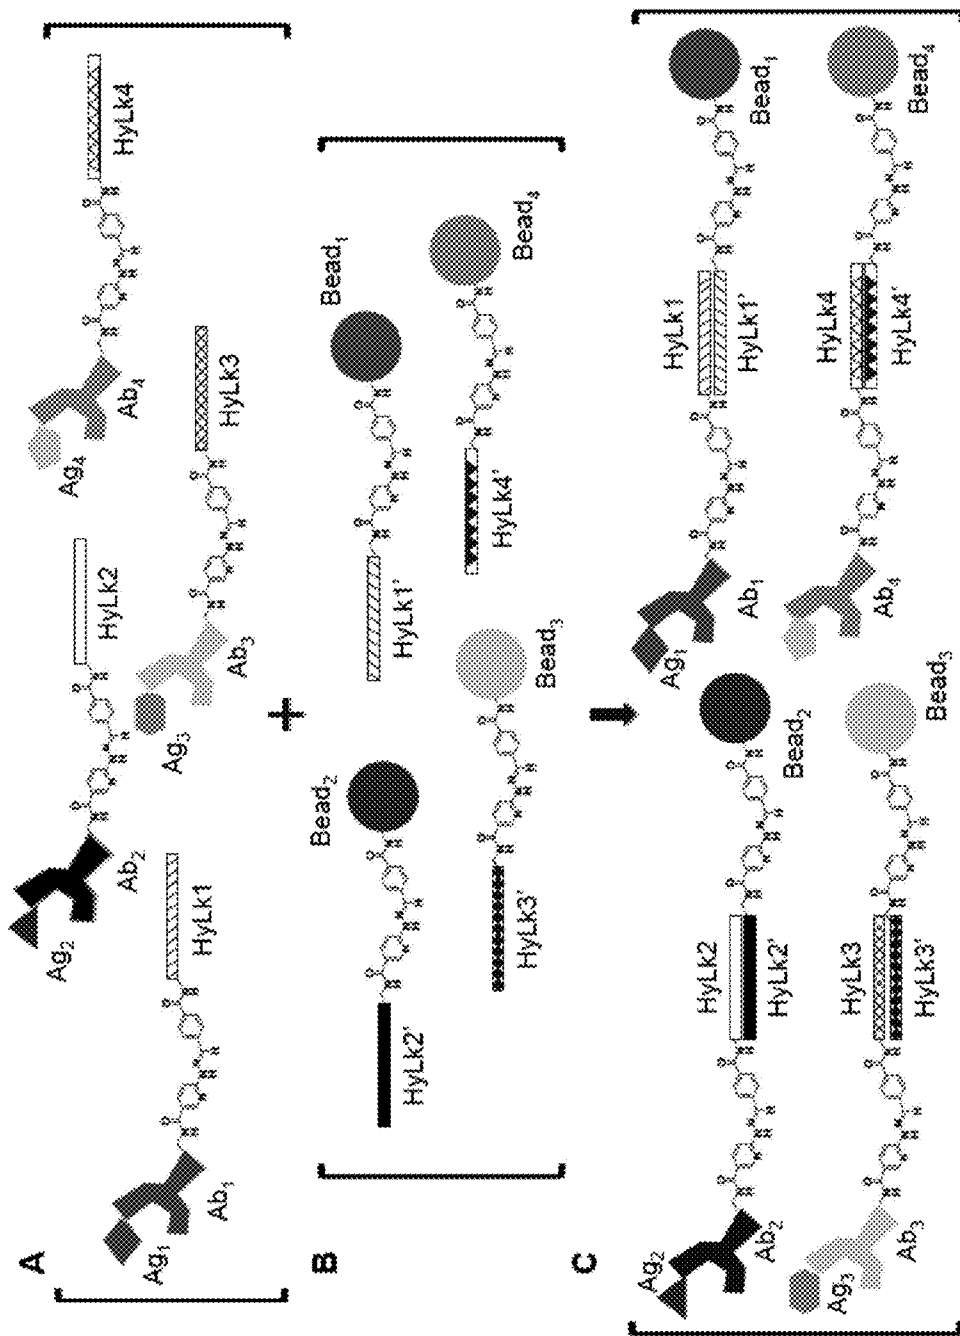 A
Ag₁
Ab₁
HyLk1
Ag₂
Ab₂
HyLk2
Ag₃
Ab₃
HyLk3
Ag₄
Ab₄
HyLk4
+
B
HyLk2'
Bead₂
HyLk1'
Bead₁
HyLk3'
Bead₃
HyLk4'
Bead₄
C
Ag₂
Ab₂
HyLk2
HyLk2'
Bead₂
Ag₁
Ab₁
HyLk1
HyLk1'
Bead₁
Ag₃
Ab₃
HyLk3
HyLk3'
Bead₃
Ab₄
HyLk4
HyLk4'
Bead₄